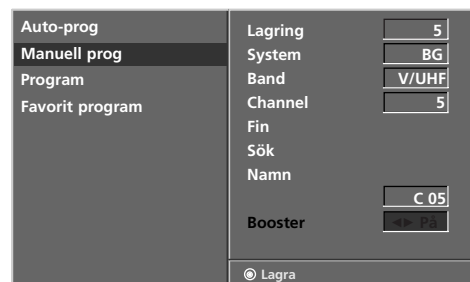 Auto-prog
Manuell prog
Program
Favorit program
Lagring 5
System BG
Band V/UHF
Channel 5
Fin
Sök
Namn
C 05
Booster ◄► På
Lagra